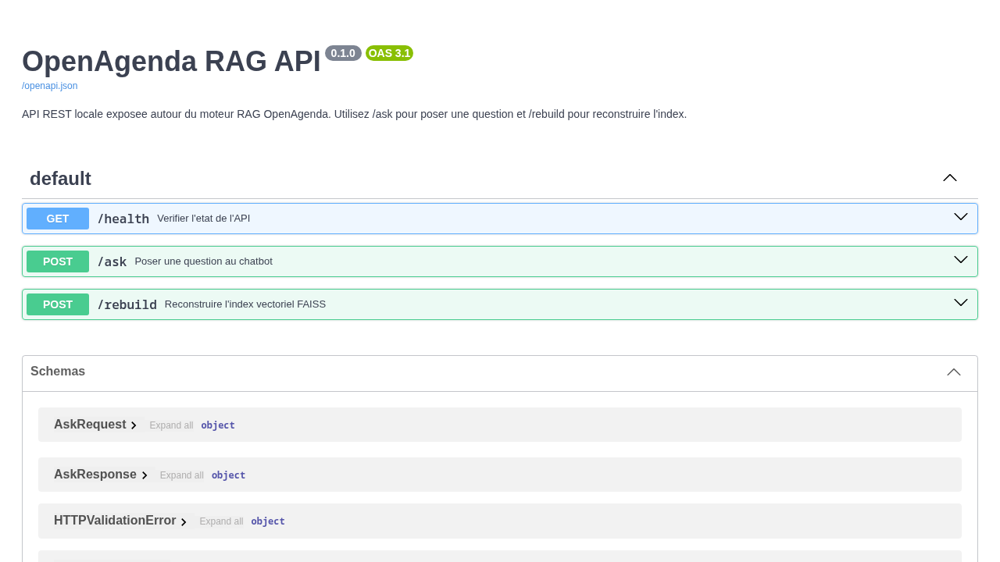 OpenAgenda RAG API 0.1.0 OAS 3.1
/openapi.json
API REST locale exposee autour du moteur RAG OpenAgenda. Utilisez /ask pour poser une question et /rebuild pour reconstruire l'index.
default
GET /health Verifier l'etat de l'API
POST /ask Poser une question au chatbot
POST /rebuild Reconstruire l'index vectoriel FAISS
Schemas
AskRequest Expand all object
AskResponse Expand all object
HTTPValidationError Expand all object